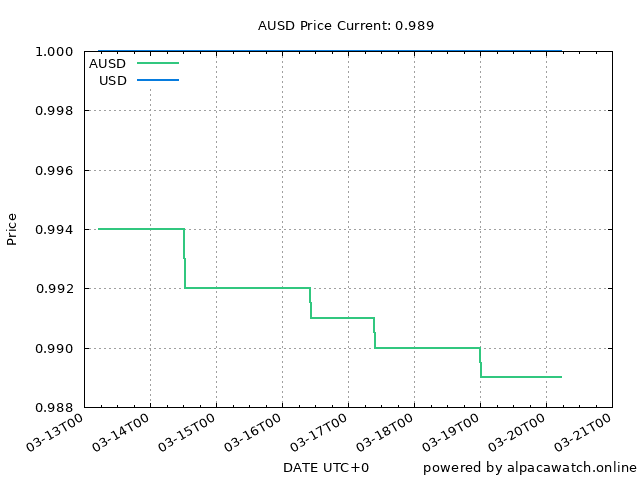 AUSD Price Current: 0.989
1.000
AUSD
USD
0.998
0.996
0.994
Price
0.992
0.990
0.988
03-13T00 03-14T00 03-15T00 03-16T00 03-17T00 03-18T00 03-19T00 03-20T00 03-21T00
DATE UTC+0
powered by alpacawatch.online